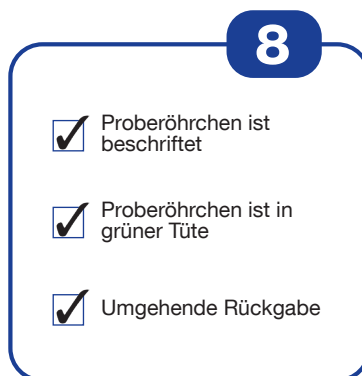 8
Proberöhrchen ist
beschriftet
Proberöhrchen ist in
grüner Tüte
Umgehende Rückgabe